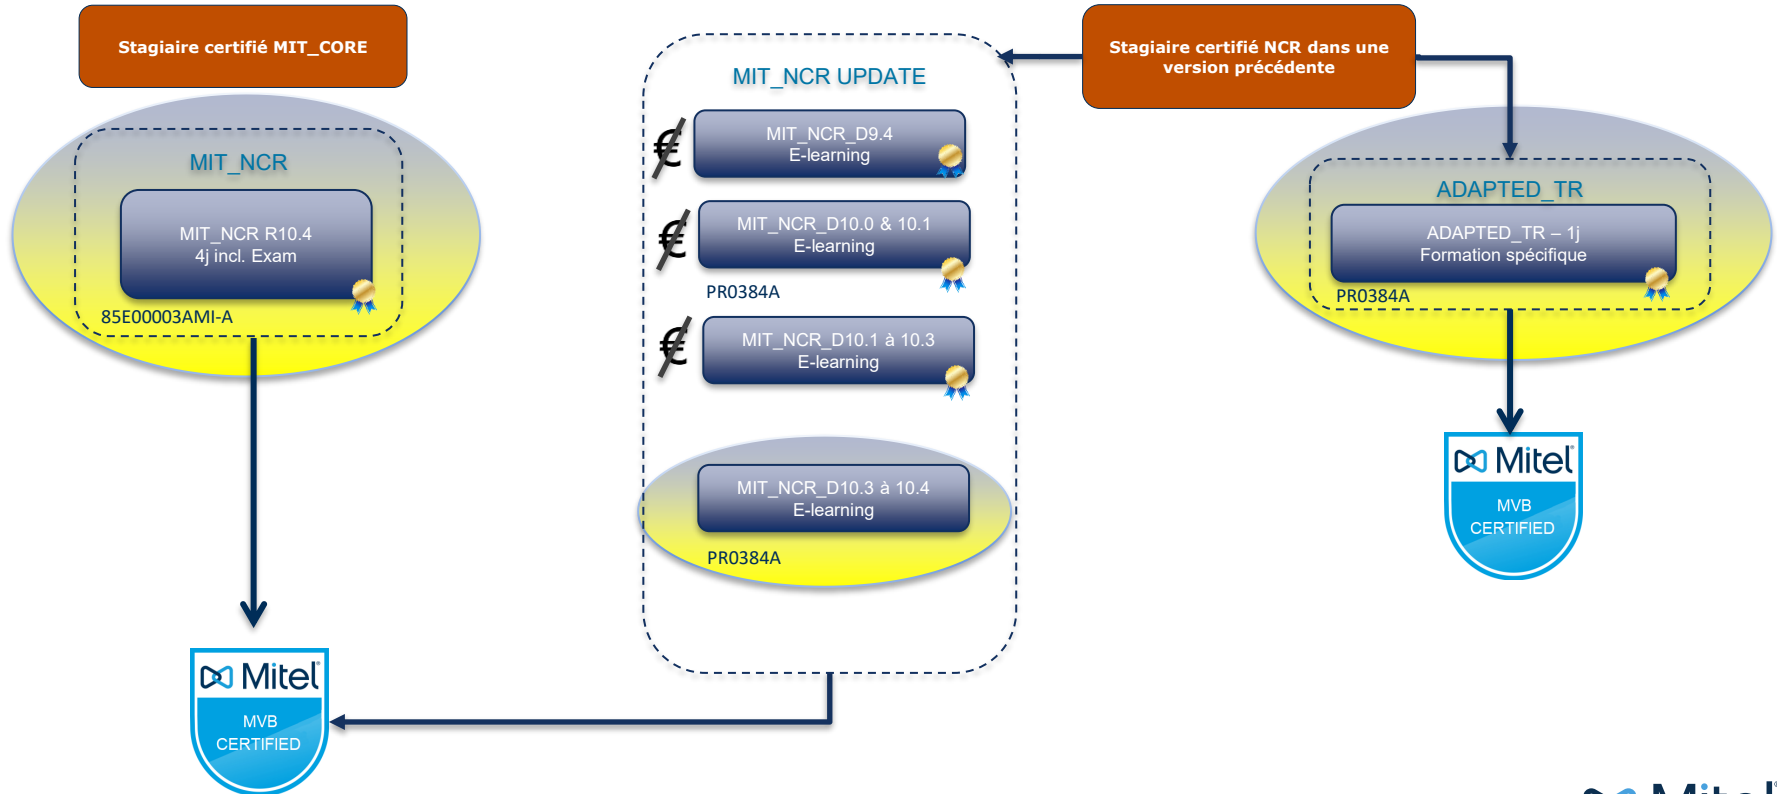 Stagiaire certifié MIT_CORE
MIT_NCR
MIT_NCR R10.4
4j incl. Exam
85E00003AMI-A
Mitel
MVB
CERTIFIED
MIT_NCR UPDATE
€
MIT_NCR_D9.4
E-learning
€
MIT_NCR_D10.0 & 10.1
E-learning
PR0384A
€
MIT_NCR_D10.1 à 10.3
E-learning
MIT_NCR_D10.3 à 10.4
E-learning
PR0384A
Stagiaire certifié NCR dans une
version précédente
ADAPTED_TR
ADAPTED_TR – 1j
Formation spécifique
PR0384A
Mitel
MVB
CERTIFIED
Mitel